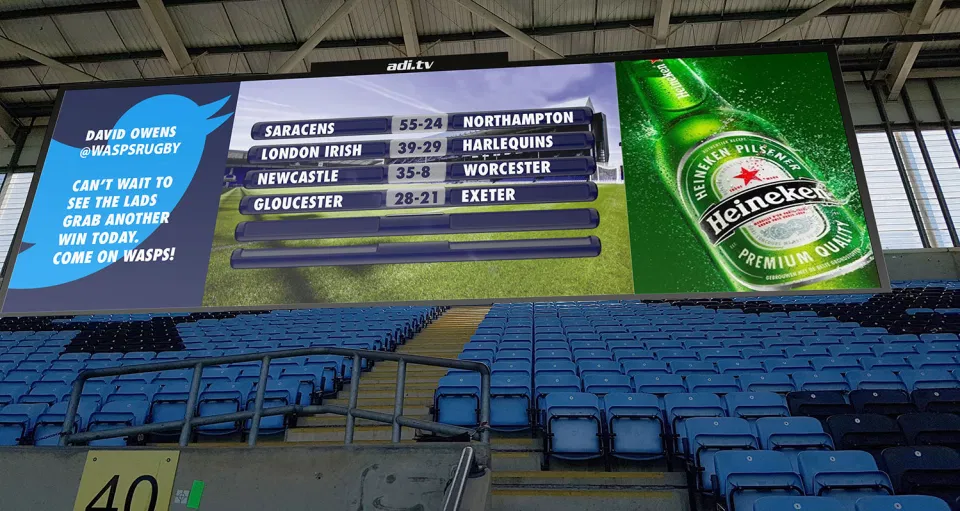 adi.tv
DAVID OWENS
@WASPSRUGBY
CAN'T WAIT TO
SEE THE LADS
GRAB ANOTHER
WIN TODAY.
COME ON WASPS!
SARACENS 55-24 NORTHAMPTON
LONDON IRISH 39-29 HARLEQUINS
NEWCASTLE 35-8 WORCESTER
GLOUCESTER 28-21 EXETER
Heineken
HEINEKEN PILSENER
Heineken
PREMIUM QUALITY
40